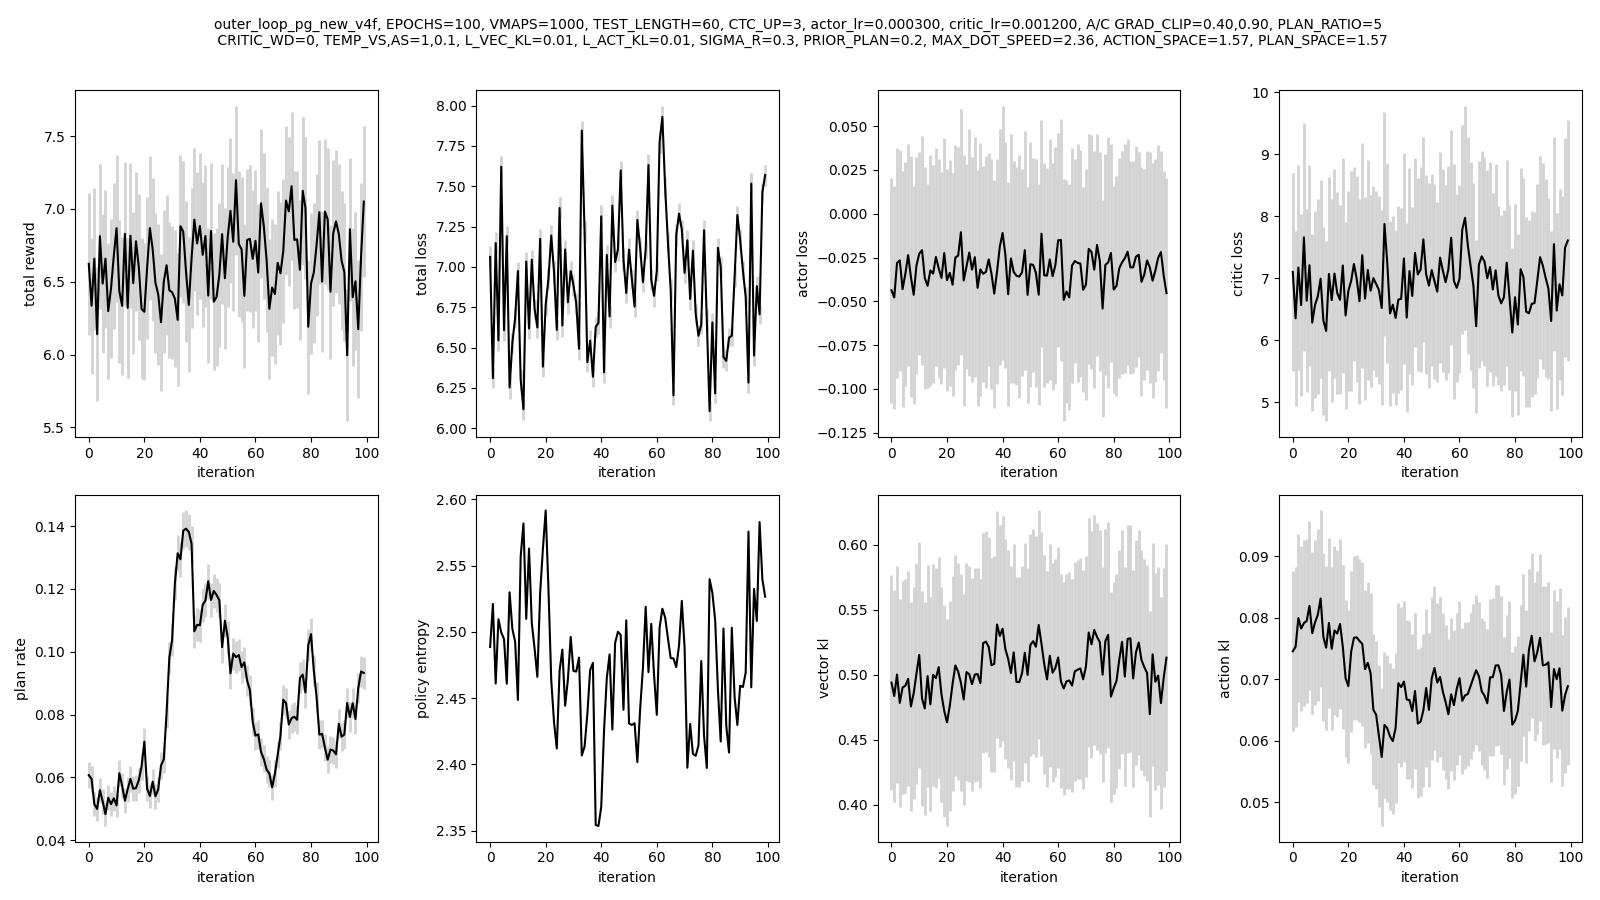 outer_loop_pg_new_v4f, EPOCHS=100, VMAPS=1000, TEST_LENGTH=60, CTC_UP=3, actor_lr=0.000300, critic_lr=0.001200, A/C GRAD_CLIP=0.40,0.90, PLAN_RATIO=5
CRITIC_WD=0, TEMP_VS,AS=1,0.1, L_VEC_KL=0.01, L_ACT_KL=0.01, SIGMA_R=0.3, PRIOR_PLAN=0.2, MAX_DOT_SPEED=2.36, ACTION_SPACE=1.57, PLAN_SPACE=1.57
total reward
7.5
7.0
6.5
6.0
5.5
0 20 40 60 80 100
iteration
total loss
8.00
7.75
7.50
7.25
7.00
6.75
6.50
6.25
6.00
0 20 40 60 80 100
iteration
actor loss
0.050
0.025
0.000
−0.025
−0.050
−0.075
−0.100
−0.125
0 20 40 60 80 100
iteration
critic loss
10
9
8
7
6
5
0 20 40 60 80 100
iteration
plan rate
0.14
0.12
0.10
0.08
0.06
0.04
0 20 40 60 80 100
iteration
policy entropy
2.60
2.55
2.50
2.45
2.40
2.35
0 20 40 60 80 100
iteration
vector kl
0.60
0.55
0.50
0.45
0.40
0 20 40 60 80 100
iteration
action kl
0.09
0.08
0.07
0.06
0.05
0 20 40 60 80 100
iteration